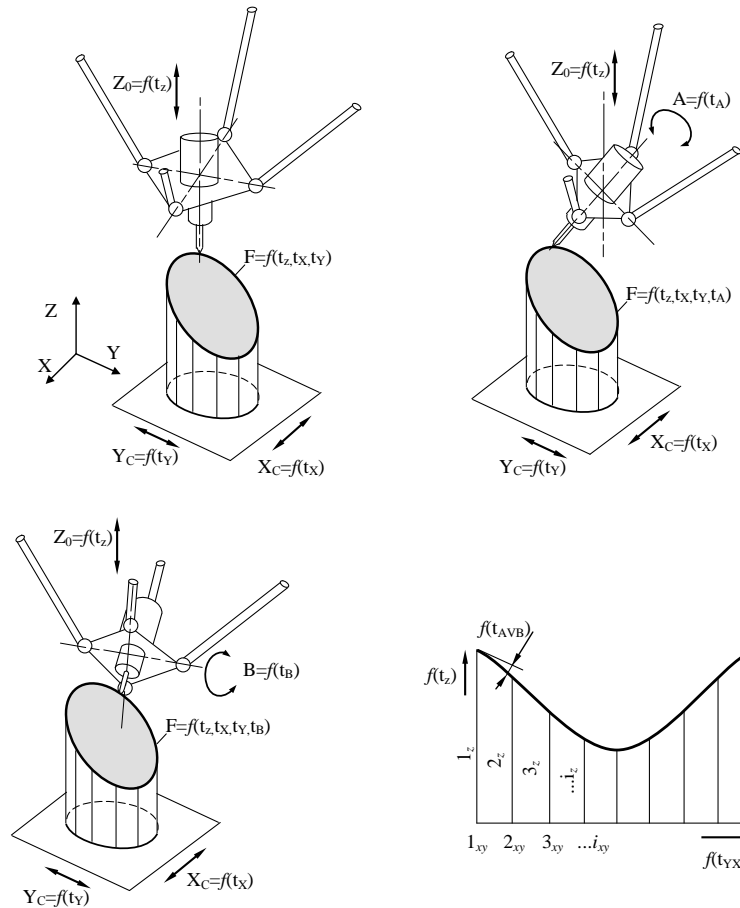 Z₀=f(t_z)
F=f(t_z,t_X,t_Y)
Z
Y
X
Y_C=f(t_Y)
X_C=f(t_X)
Z₀=f(t_z)
A=f(t_A)
F=f(t_z,t_X,t_Y,t_A)
Y_C=f(t_Y)
X_C=f(t_X)
Z₀=f(t_z)
B=f(t_B)
F=f(t_z,t_X,t_Y,t_B)
Y_C=f(t_Y)
X_C=f(t_X)
f(t_AVB)
f(t_z)
1_z 2_z 3_z ...i_z
1_xy 2_xy 3_xy ...i_xy
f(t_YX